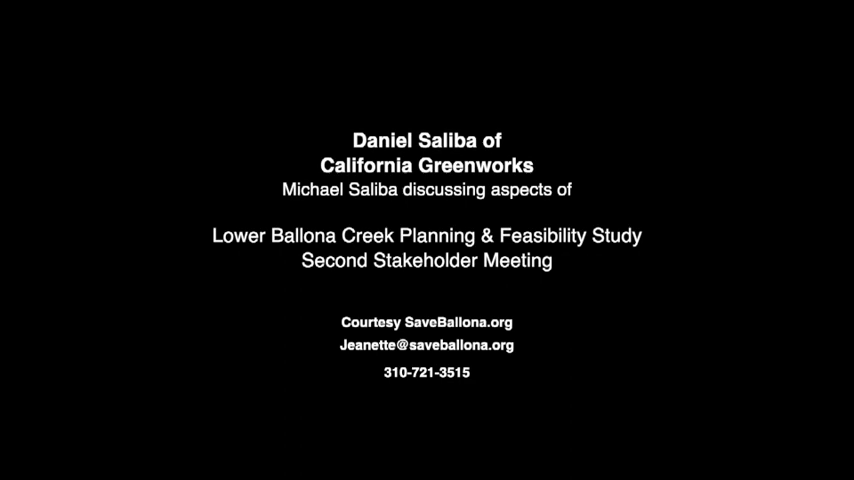 Daniel Saliba of
California Greenworks
Michael Saliba discussing aspects of
Lower Ballona Creek Planning & Feasibility Study
Second Stakeholder Meeting
Courtesy SaveBallona.org
Jeanette@saveballona.org
310-721-3515